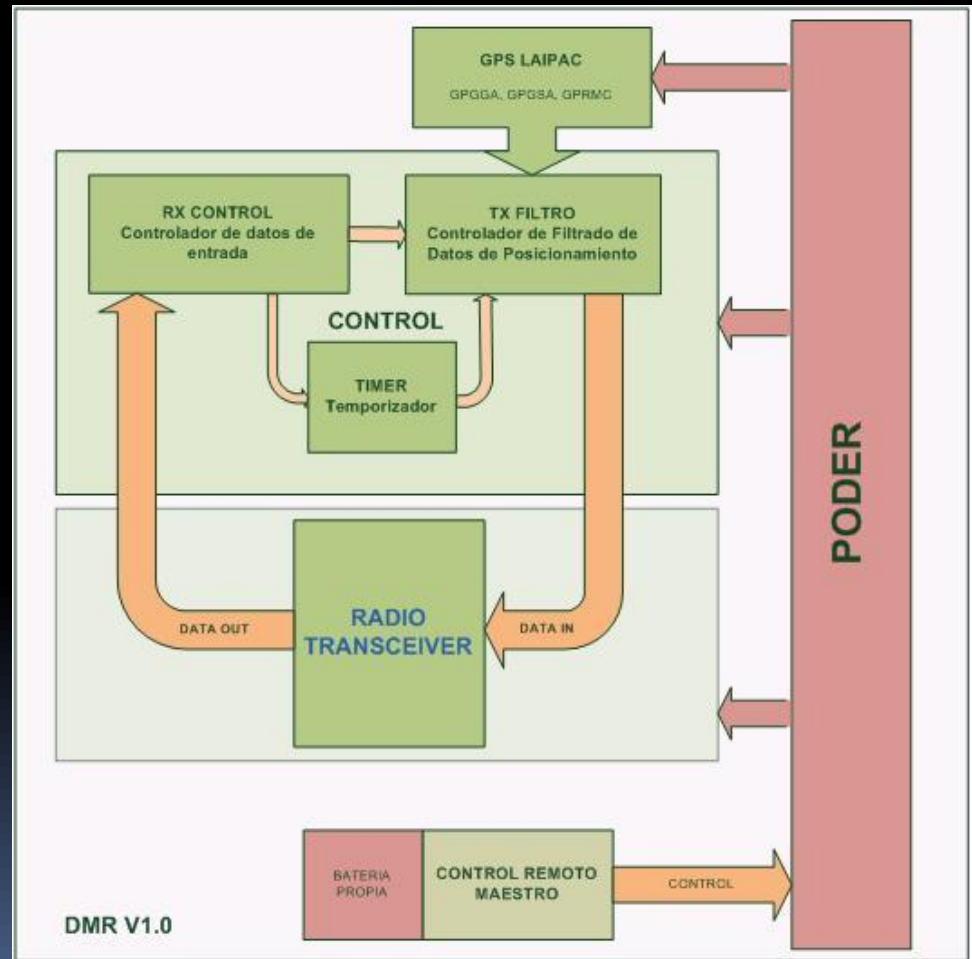 GPS LAIPAC
GPGGA, GPGSA, GPRMC
RX CONTROL
Controlador de datos de
entrada
TX FILTRO
Controlador de Filtrado de
Datos de Posicionamiento
CONTROL
TIMER
Temporizador
PODER
RADIO
TRANSCEIVER
DATA OUT
DATA IN
BATERIA
PROPIA
CONTROL REMOTO
MAESTRO
CONTROL
DMR V1.0